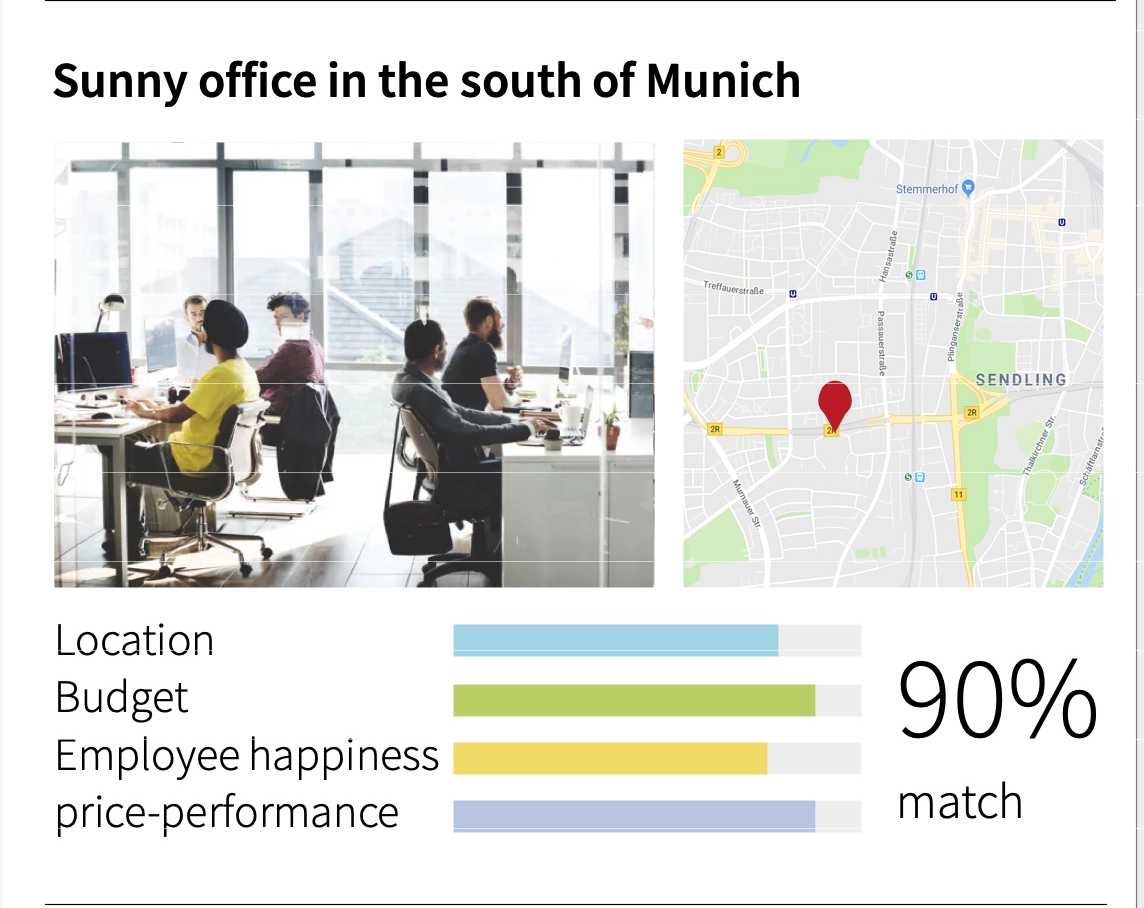 Sunny office in the south of Munich
2
Stemmerhof
U
Hansastraße
S
Treffauerstraße
U
U
Passauerstraße
Plinganserstraße
SENDLING
2R
2R
2R
Thalkirchner Str.
S
Murnauer Str.
11
Location
Budget
Employee happiness
price-performance
90%
match